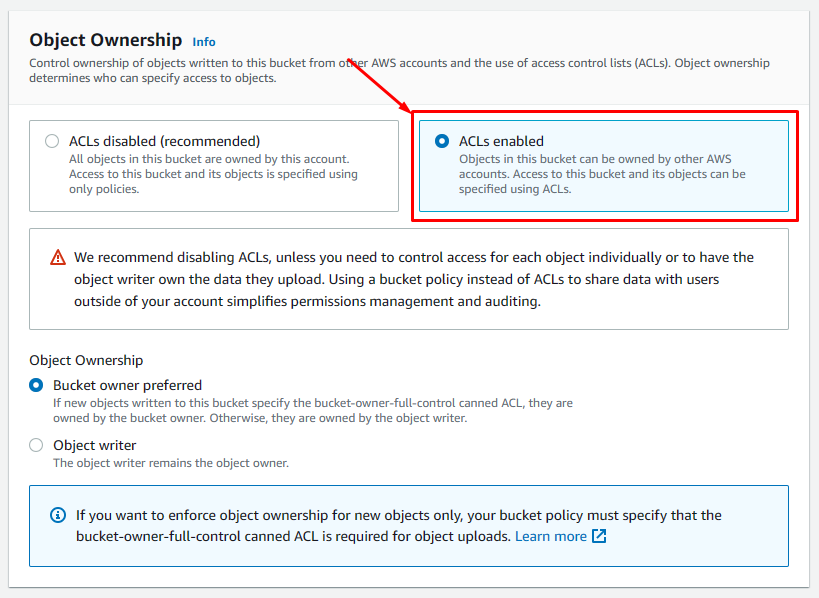 Object Ownership Info
Control ownership of objects written to this bucket from other AWS accounts and the use of access control lists (ACLs). Object ownership
determines who can specify access to objects.
ACLs disabled (recommended)
All objects in this bucket are owned by this account.
Access to this bucket and its objects is specified using
only policies.
ACLs enabled
Objects in this bucket can be owned by other AWS
accounts. Access to this bucket and its objects can be
specified using ACLs.
We recommend disabling ACLs, unless you need to control access for each object individually or to have the
object writer own the data they upload. Using a bucket policy instead of ACLs to share data with users
outside of your account simplifies permissions management and auditing.
Object Ownership
Bucket owner preferred
If new objects written to this bucket specify the bucket-owner-full-control canned ACL, they are
owned by the bucket owner. Otherwise, they are owned by the object writer.
Object writer
The object writer remains the object owner.
If you want to enforce object ownership for new objects only, your bucket policy must specify that the
bucket-owner-full-control canned ACL is required for object uploads. Learn more